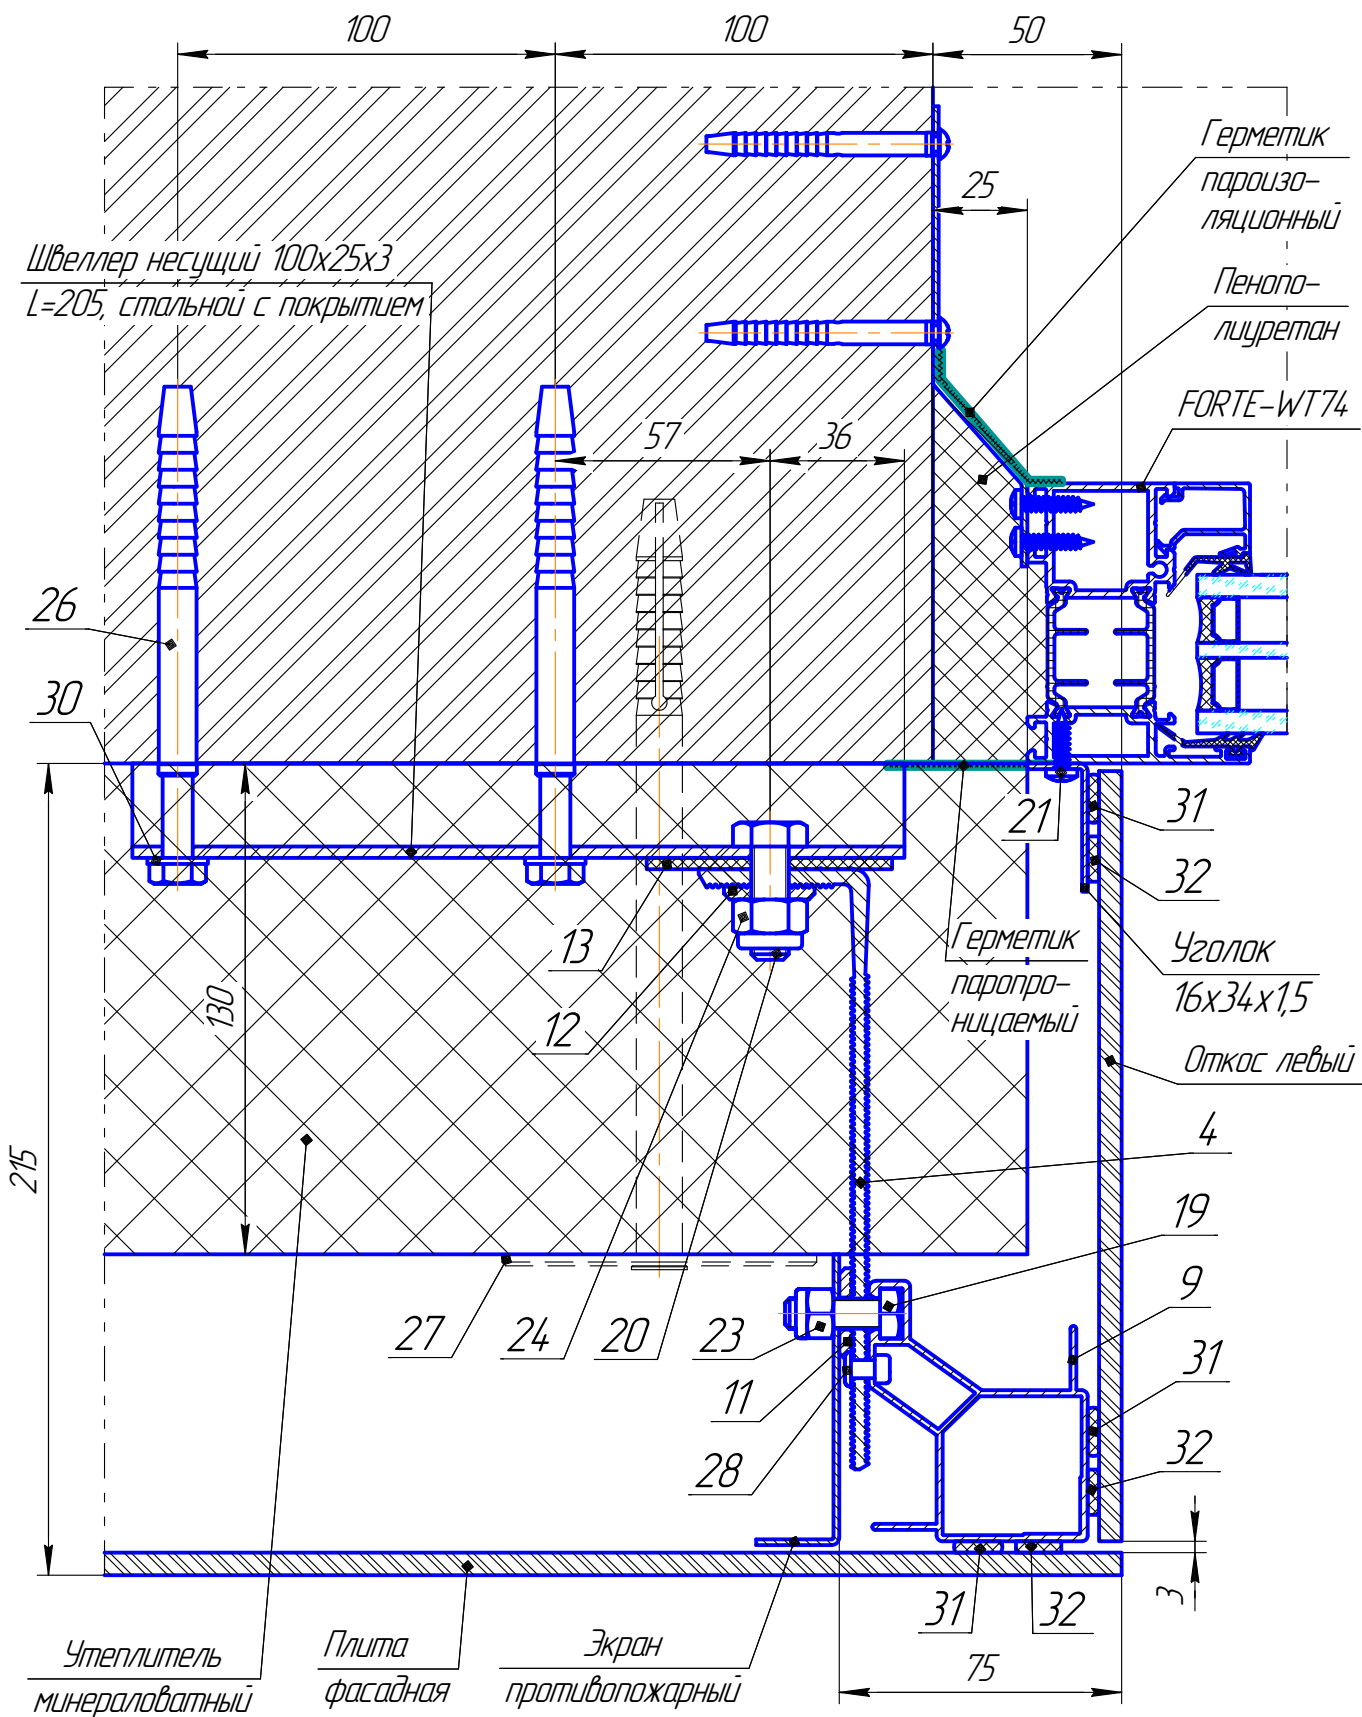 100
100
50
Герметик
пароизо-
ляционный
25
Швеллер несущий 100х25х3
L=205, стальной с покрытием
Пенопо-
лиуретан
FORTE-WT74
57
36
26
30
21
31
32
13
Герметик
паропро-
ницаемый
Уголок
16х34х1,5
130
12
Откос левый
215
4
19
9
27
24
20
23
11
31
28
32
31
32
3
Утеплитель
минераловатный
Плита
фасадная
Экран
противопожарный
75